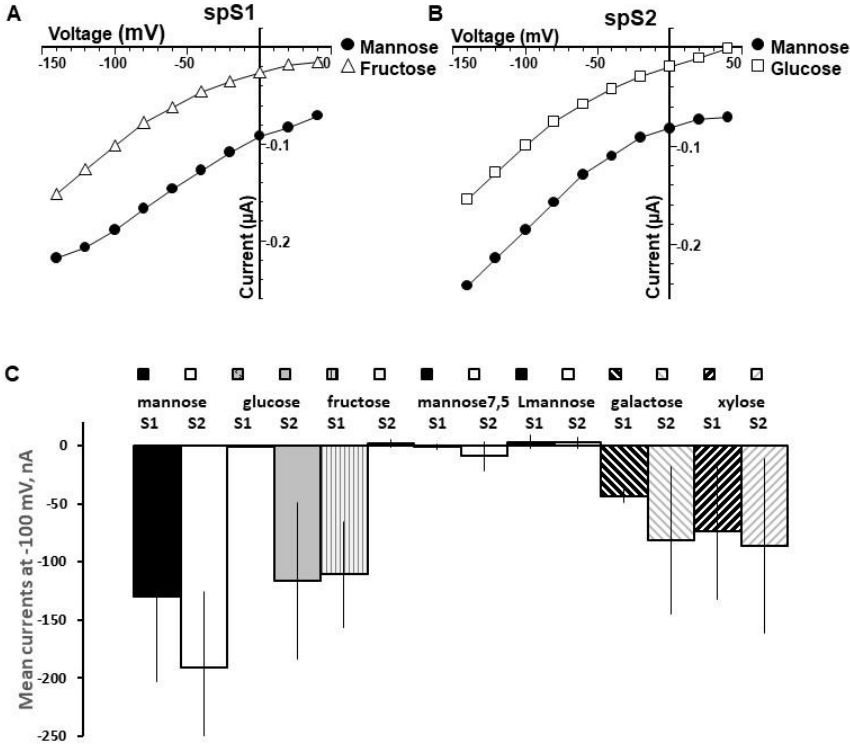 A
spS1
Voltage (mV)
Mannose
Fructose
-150
-100
-50
50
-0.1
-0.2
Current (µA)
B
spS2
Voltage (mV)
Mannose
Glucose
-150
-100
-50
50
-0.1
-0.2
Current (µA)
C
mannose glucose fructose mannose7,5 Lmannose galactose xylose
S1 S2 S1 S2 S1 S2 S1 S2 S1 S2 S1 S2 S1 S2
Mean currents at -100 mV, nA
0
-50
-100
-150
-200
-250